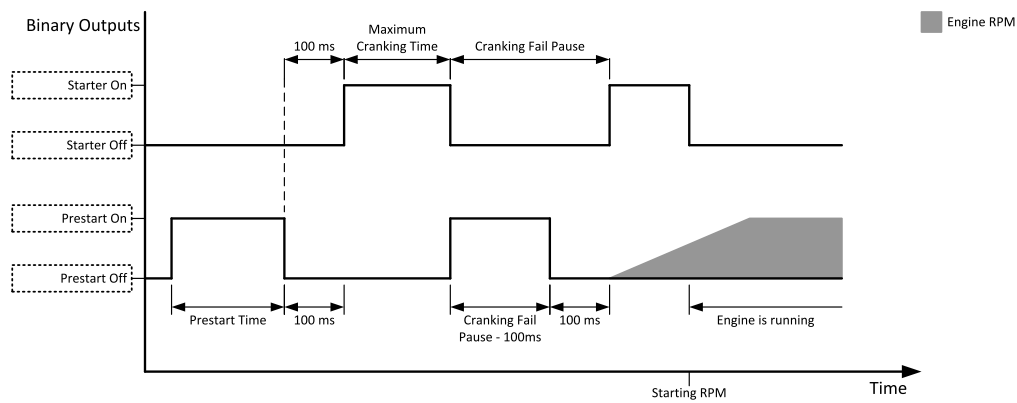 Binary Outputs
Engine RPM
Maximum
100 ms
Cranking Time
Cranking Fail Pause
Starter On
Starter Off
Prestart On
Prestart Off
Prestart Time
100 ms
Cranking Fail
Pause - 100ms
100 ms
Engine is running
Starting RPM
Time